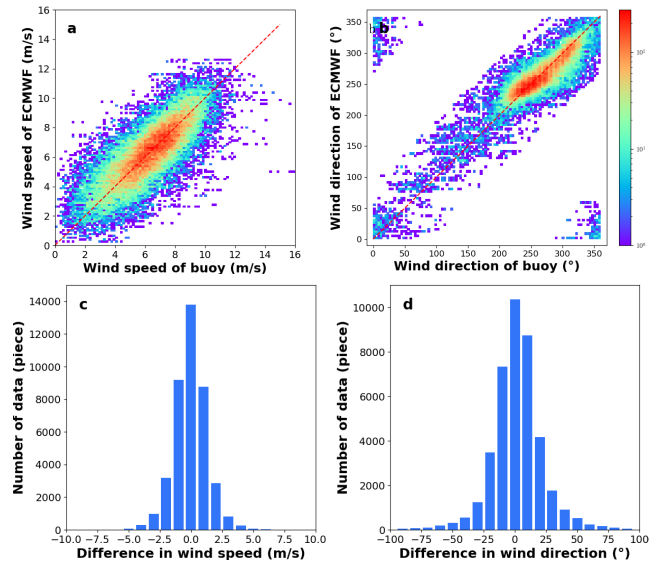 a
Wind speed of ECMWF (m/s)
16
14
12
10
8
6
4
2
0
0 2 4 6 8 10 12 14 16
Wind speed of buoy (m/s)
h b
Wind direction of ECMWF (°)
350
300
250
200
150
100
50
0
0 50 100 150 200 250 300 350
Wind direction of buoy (°)
10²
10¹
10⁰
c
Number of data (piece)
14000
12000
10000
8000
6000
4000
2000
0
−10.0 −7.5 −5.0 −2.5 0.0 2.5 5.0 7.5 10.0
Difference in wind speed (m/s)
d
Number of data (piece)
10000
8000
6000
4000
2000
0
−100 −75 −50 −25 0 25 50 75 100
Difference in wind direction (°)